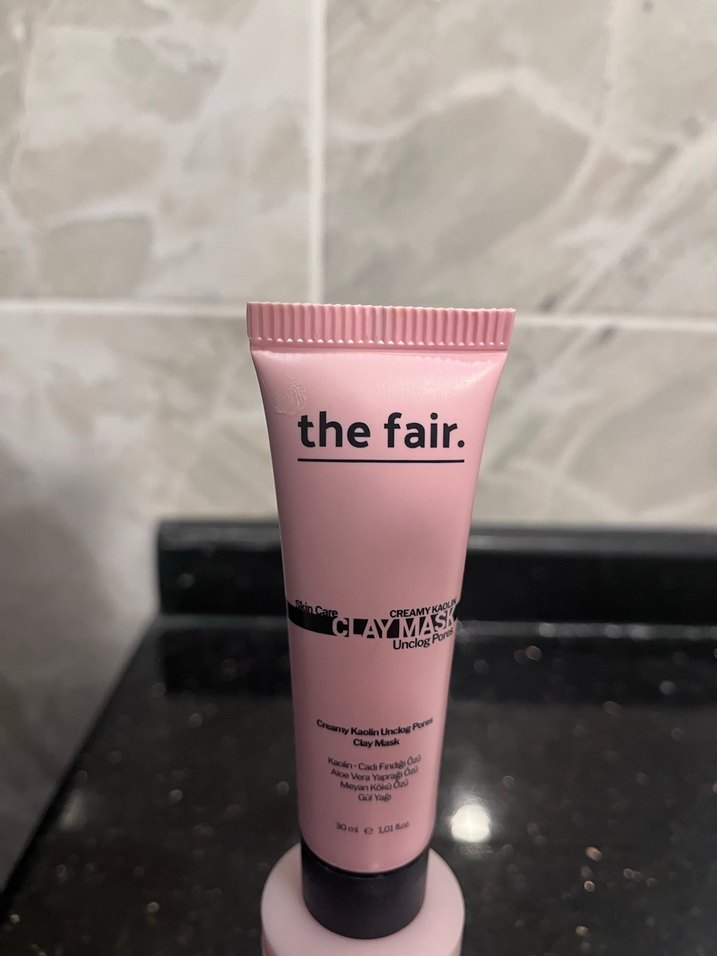 the fair.
Skin Care
CREAMY KAOLIN
CLAY MASK
Unclog Pores
Creamy Kaolin Unclog Pores
Clay Mask
Kaolin • Cadı Fındığı Özü
Aloe Vera Yaprağı Özü
Meyan Kökü Özü
Gül Yağı
30 ml ℮ 1.01 fl.oz